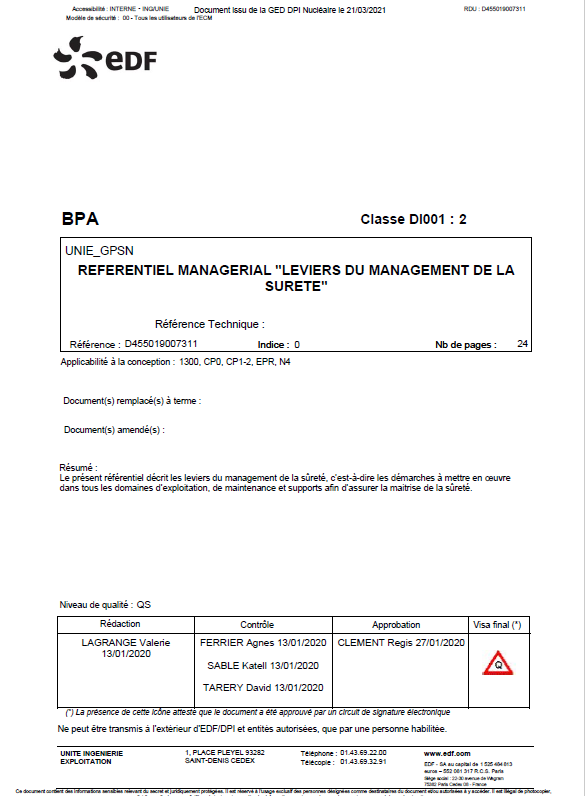 Accessibilité : INTERNE • ING/UNIE
Document issu de la GED DPI Nucléaire le 21/03/2021
RDU : D455019007311
Modèle de sécurité : 00 - Tous les utilisateurs de l'ECM
eDF
BPA
Classe DI001 : 2
UNIE_GPSN
REFERENTIEL MANAGERIAL "LEVIERS DU MANAGEMENT DE LA
SURETE"
Référence Technique :
Référence : D455019007311 Indice : 0 Nb de pages : 24
Applicabilité à la conception : 1300, CP0, CP1-2, EPR, N4
Document(s) remplacé(s) à terme :
Document(s) amendé(s) :
Résumé :
Le présent référentiel décrit les leviers du management de la sûreté, c'est-à-dire les démarches à mettre en œuvre
dans tous les domaines d'exploitation, de maintenance et supports afin d'assurer la maitrise de la sûreté.
Niveau de qualité : QS
Rédaction Contrôle Approbation Visa final (*)
LAGRANGE Valerie
13/01/2020
FERRIER Agnes 13/01/2020
SABLE Katell 13/01/2020
TARERY David 13/01/2020
CLEMENT Regis 27/01/2020
Q
(*) La présence de cette icône atteste que le document a été approuvé par un circuit de signature électronique
Ne peut être transmis à l'extérieur d'EDF/DPI et entités autorisées, que par une personne habilitée.
UNITE INGENIERIE
EXPLOITATION
1, PLACE PLEYEL 93282
SAINT-DENIS CEDEX
Téléphone : 01.43.69.22.00
Télécopie : 01.43.69.32.91
www.edf.com
EDF - SA au capital de 1 525 484 813
euros – 552 081 317 R.C.S. Paris
Siège social : 22-30 avenue de Wagram
75382 Paris Cedex 08 - France
Ce document contient des informations sensibles relevant du secret et juridiquement protégées. Il est réservé à l'usage exclusif des personnes désignées comme destinataires du document et/ou autorisées à y accéder. Il est illégal de photocopier,